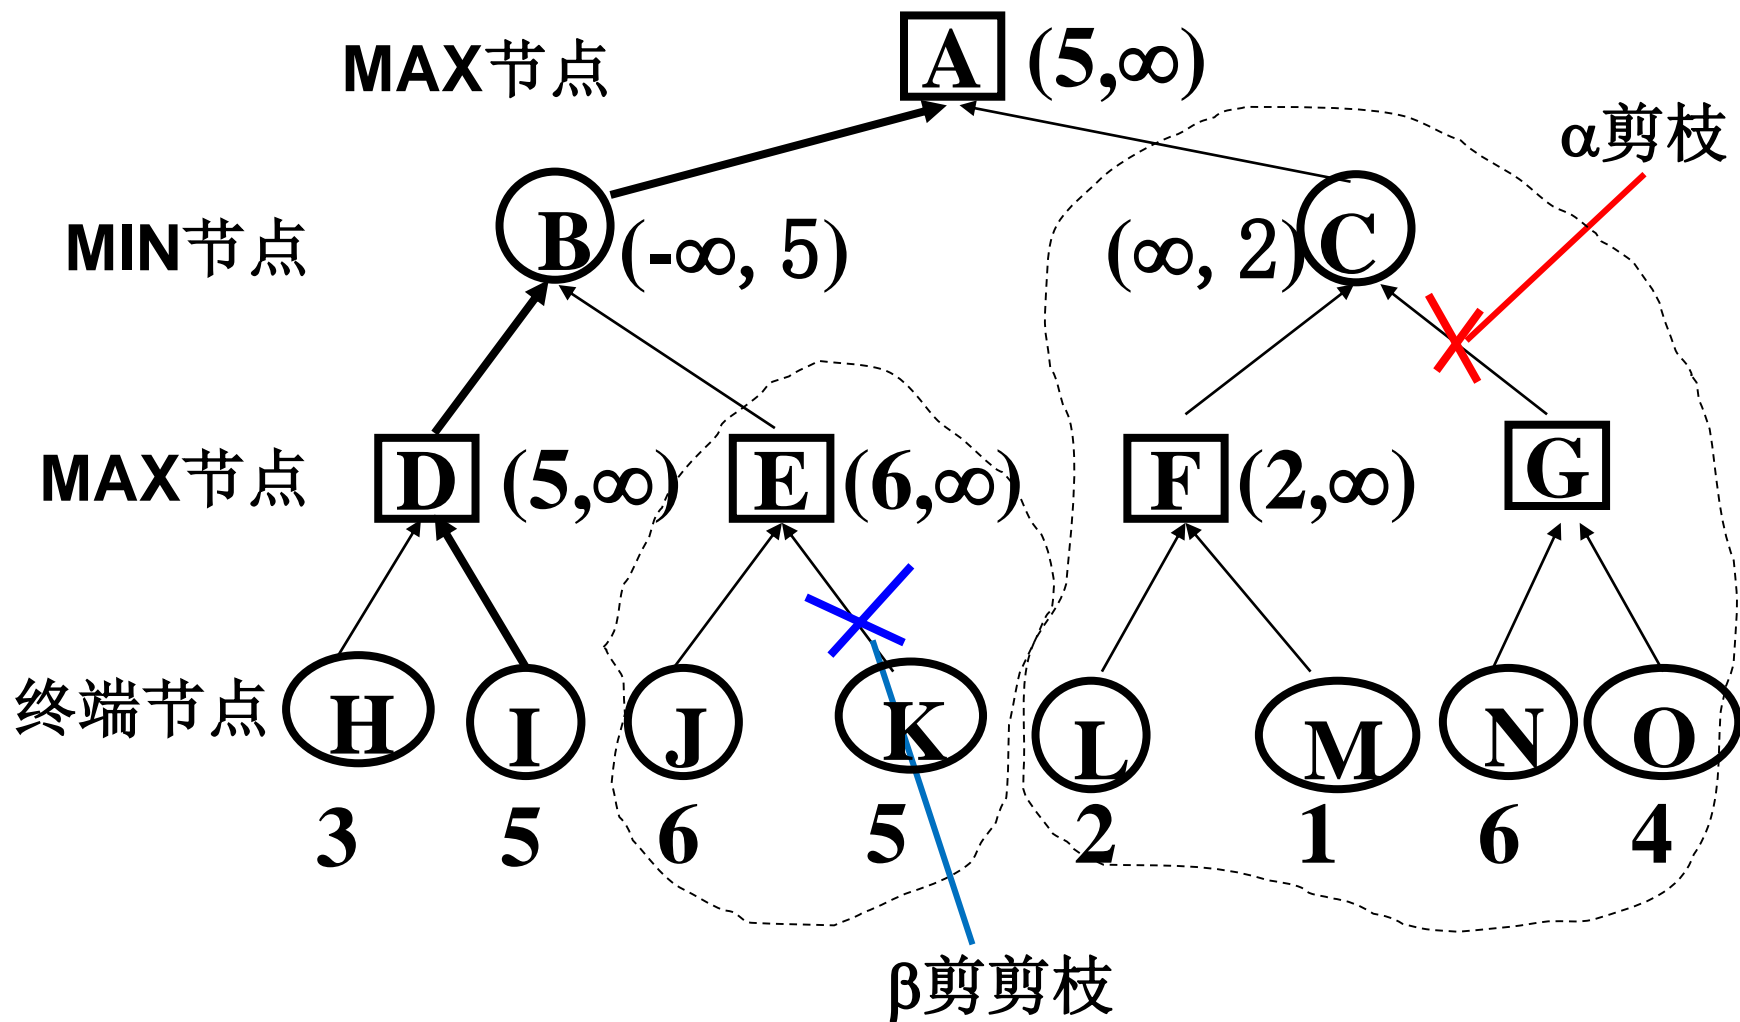 MAX节点 A (5,∞)
α剪枝
MIN节点 B (-∞, 5) (∞, 2) C
MAX节点 D (5,∞) E (6,∞) F (2,∞) G
终端节点 H I J K L M N O
3 5 6 5 2 1 6 4
β剪剪枝